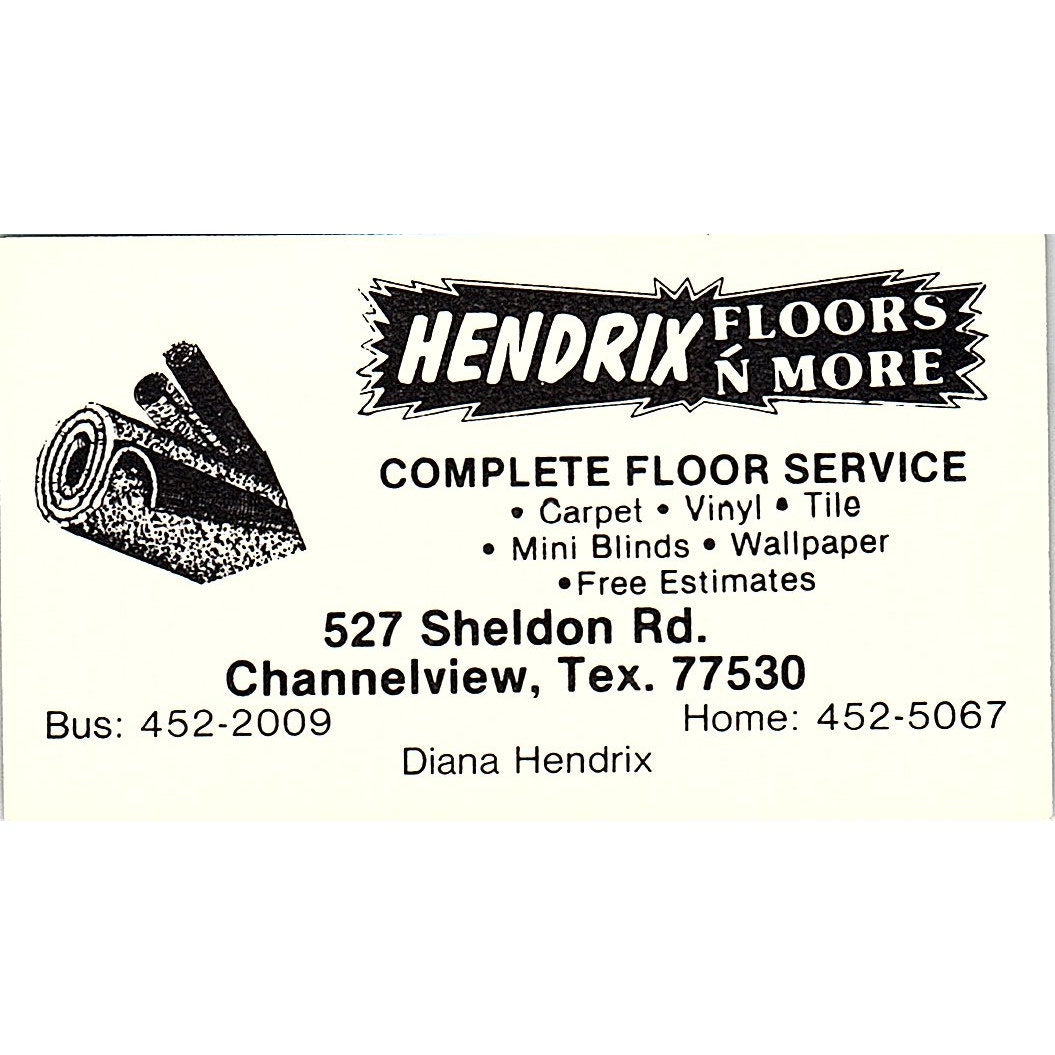 HENDRIX FLOORS
Ń MORE
COMPLETE FLOOR SERVICE
• Carpet • Vinyl • Tile
• Mini Blinds • Wallpaper
•Free Estimates
527 Sheldon Rd.
Channelview, Tex. 77530
Bus: 452-2009 Home: 452-5067
Diana Hendrix